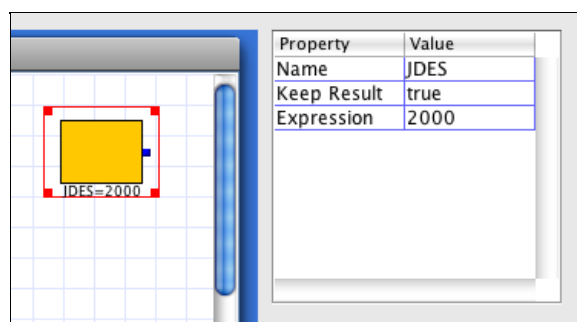 Property Value
Name JDES
Keep Result true
Expression 2000
JDES=2000